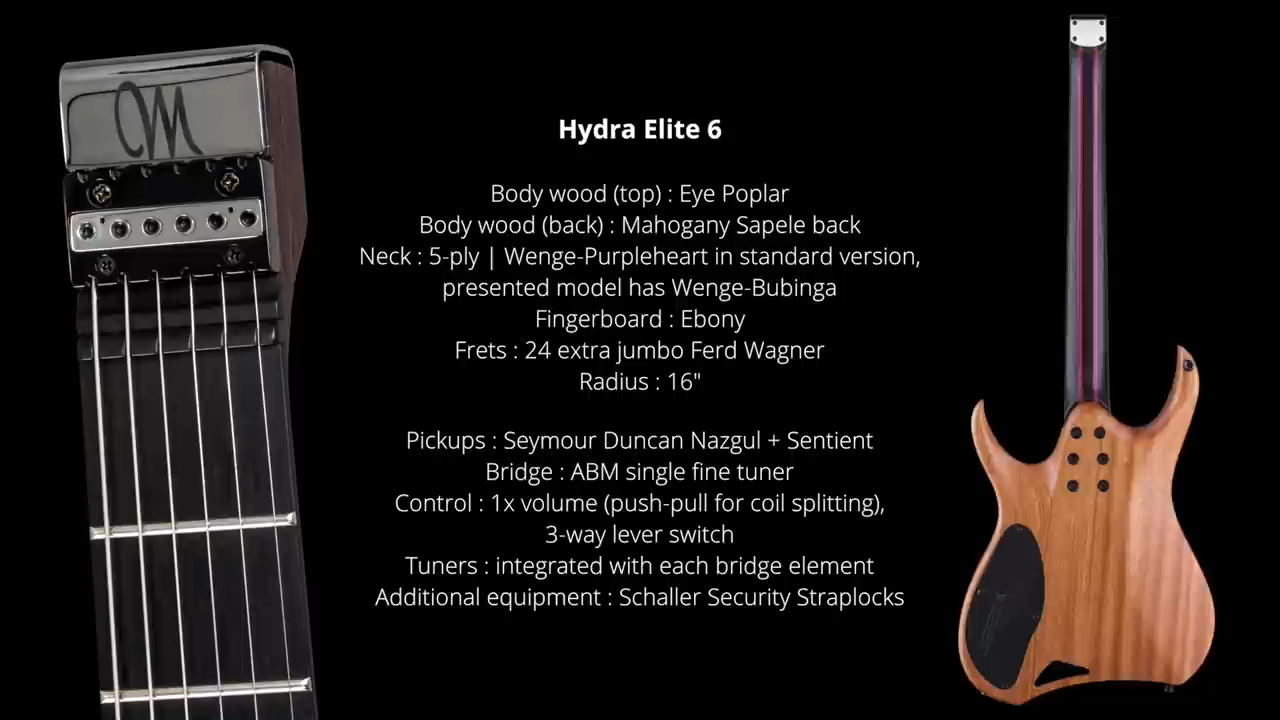 Hydra Elite 6
Body wood (top) : Eye Poplar
Body wood (back) : Mahogany Sapele back
Neck : 5-ply | Wenge-Purpleheart in standard version,
presented model has Wenge-Bubinga
Fingerboard : Ebony
Frets : 24 extra jumbo Ferd Wagner
Radius : 16"
Pickups : Seymour Duncan Nazgul + Sentient
Bridge : ABM single fine tuner
Control : 1x volume (push-pull for coil splitting),
3-way lever switch
Tuners : integrated with each bridge element
Additional equipment : Schaller Security Straplocks